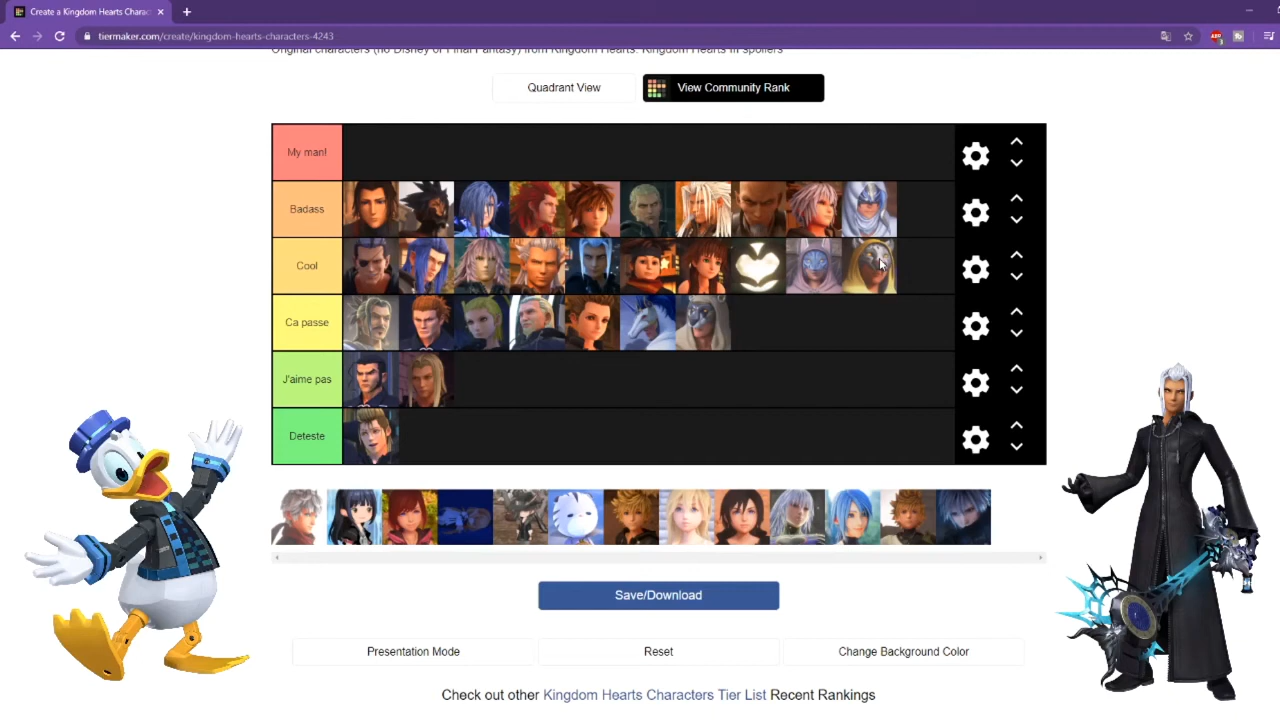 Create a Kingdom Hearts Charac
tiermaker.com/create/kingdom-hearts-characters-4243
Original characters (no Disney or Final Fantasy) from Kingdom Hearts. Kingdom Hearts III spoilers
Quadrant View
View Community Rank
My man!
Badass
Cool
Ca passe
J'aime pas
Deteste
Save/Download
Presentation Mode
Reset
Change Background Color
Check out other Kingdom Hearts Characters Tier List Recent Rankings